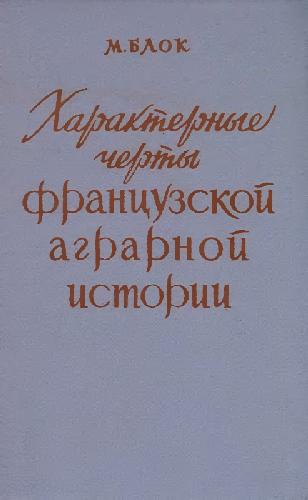 М. БЛОК
Характерные
черты
французской
аграрной
истории